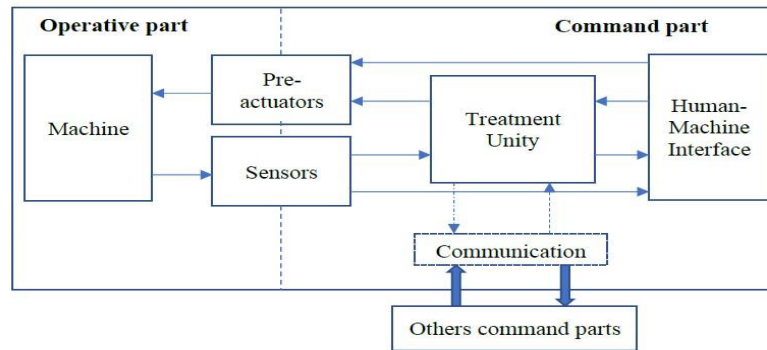 Operative part
Command part
Pre-
actuators
Machine
Treatment
Unity
Human-
Machine
Interface
Sensors
Communication
Others command parts